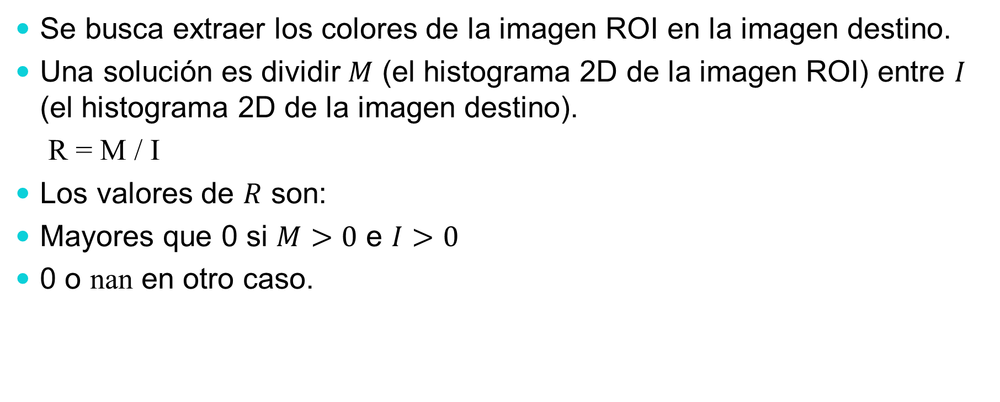 • Se busca extraer los colores de la imagen ROI en la imagen destino.
• Una solución es dividir M (el histograma 2D de la imagen ROI) entre I
(el histograma 2D de la imagen destino).
R = M / I
• Los valores de R son:
• Mayores que 0 si M > 0 e I > 0
• 0 o nan en otro caso.